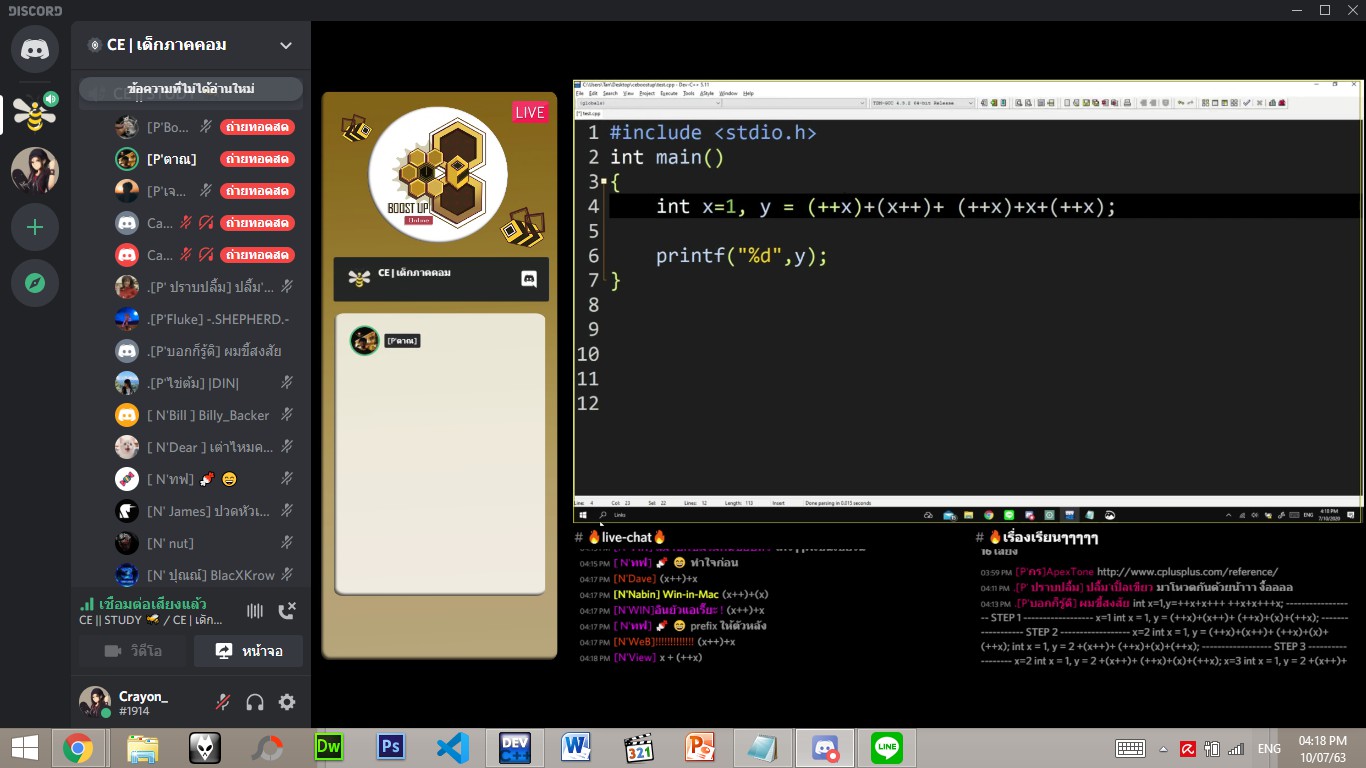 DISCORD
CE | เด็กภาคคอม
ข้อความที่ไม่ได้อ่านใหม่
[P'Bo... ถ่ายทอดสด
[P'ตาณ] ถ่ายทอดสด
[P'เจ... ถ่ายทอดสด
Ca... ถ่ายทอดสด
Ca... ถ่ายทอดสด
.[P' ปราบปลื้ม] ปลื้ม'...
.[P'Fluke] -.SHEPHERD.-
.[P'บอกก็รู้ดิ] ผมขี้สงสัย
.[P'ไข่ต้ม] |DIN|
[ N'Bill ] Billy_Backer
[ N'Dear ] เต่าไหมค...
[ N'ทฟ]
[N' James] ปวดหัวเ...
[N' nut]
[N' ปุณณ์] BlacXKrow
เชื่อมต่อเสียงแล้ว
CE || STUDY / CE | เด็ก...
วิดีโอ
หน้าจอ
Crayon_
#1914
LIVE
BOOST UP!
Online
CE | เด็กภาคคอม
[P'ตาณ]
C:\Users\Tan\Desktop\ceboostup\test.cpp - Dev-C++ 5.11
File Edit Search View Project Execute Tools AStyle Window Help
(globals)
TDM-GCC 4.9.2 64-bit Release
[*] test.cpp
1 #include <stdio.h>
2 int main()
3 {
4 int x=1, y = (++x)+(x++)+ (++x)+x+(++x);
5
6 printf("%d",y);
7 }
8
9
10
11
12
Line: 4 Col: 23 Sel: 22 Lines: 12 Length: 113 Insert Done parsing in 0.015 seconds
Links
ENG
4:18 PM
7/10/2020
# 🔥live-chat🔥
04:15 PM [ N'ทฟ] 📌 😄 ทำใจก่อน
04:17 PM [N'Dave] (x++)+x
04:17 PM [N'Nabin] Win-in-Mac (x++)+(x)
04:17 PM [N'WIN]อินยัวแอเรี๊ยะ ! (x++)+x
04:17 PM [ N'ทฟ] 📌 😄 prefix ให้ตัวหลัง
04:17 PM [N'WeB]!!!!!!!!!!!!! (x++)+x
04:18 PM [N'View] x + (++x)
# 🔥เรื่องเรียนๆๆๆๆๆ
03:59 PM [P'กร]ApexTone http://www.cplusplus.com/reference/
04:11 PM .[P' ปราบปลื้ม] ปลื้มาเปิ้ลเขียว มาโหวตกันด้วยน้าาา งื้ออออ
04:13 PM .[P'บอกก็รู้ดิ] ผมขี้สงสัย int x=1,y=++x+x+++ ++x+x+++x; -----------------
-- STEP 1 ------------------- x=1 int x = 1, y = (++x)+(x++)+ (++x)+(x)+(++x); -------
------------ STEP 2 ------------------- x=2 int x = 1, y = (++x)+(x++)+ (++x)+(x)+
(++x); int x = 1, y = 2 +(x++)+ (++x)+(x)+(++x); ------------------- STEP 3 ----------
--------- x=2 int x = 1, y = 2 +(x++)+ (++x)+(x)+(++x); x=3 int x = 1, y = 2 +(x++)+
Dw
Ps
DEV
C++
321
LINE
ENG
04:18 PM
10/07/63